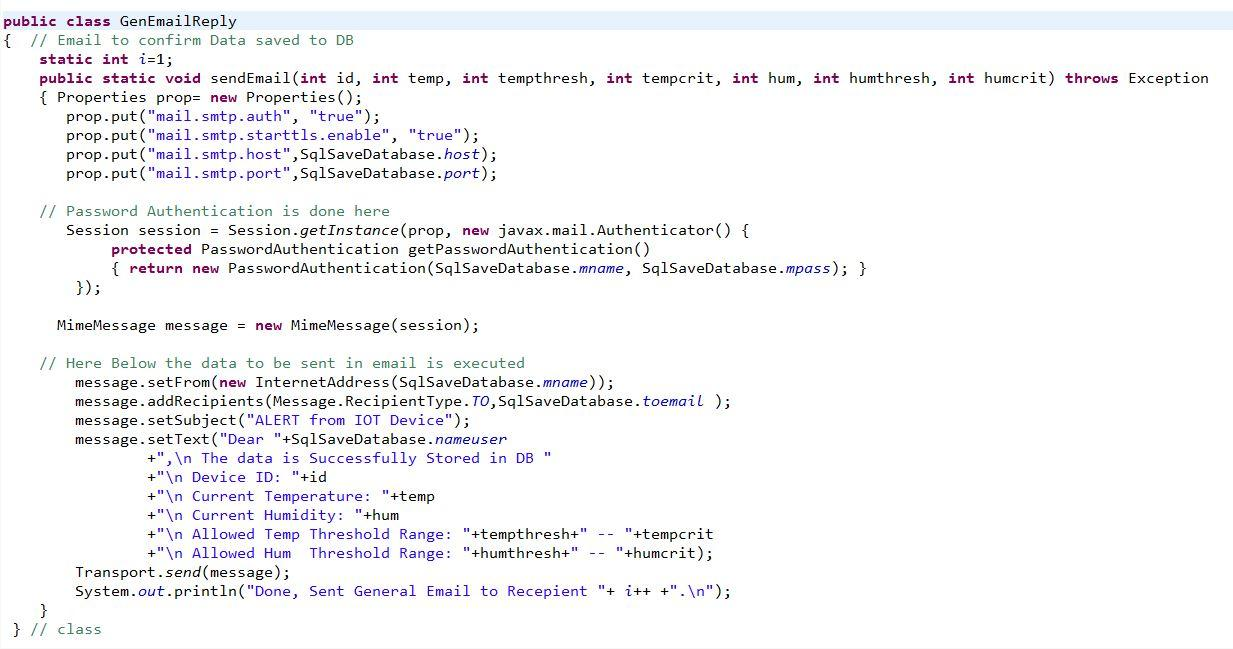 public class GenEmailReply
{  // Email to confirm Data saved to DB
    static int i=1;
    public static void sendEmail(int id, int temp, int tempthresh, int tempcrit, int hum, int humthresh, int humcrit) throws Exception
    { Properties prop= new Properties();
       prop.put("mail.smtp.auth", "true");
       prop.put("mail.smtp.starttls.enable", "true");
       prop.put("mail.smtp.host",SqlSaveDatabase.host);
       prop.put("mail.smtp.port",SqlSaveDatabase.port);

    // Password Authentication is done here
       Session session = Session.getInstance(prop, new javax.mail.Authenticator() {
            protected PasswordAuthentication getPasswordAuthentication()
            { return new PasswordAuthentication(SqlSaveDatabase.mname, SqlSaveDatabase.mpass); }
        });

      MimeMessage message = new MimeMessage(session);

    // Here Below the data to be sent in email is executed
        message.setFrom(new InternetAddress(SqlSaveDatabase.mname));
        message.addRecipients(Message.RecipientType.TO,SqlSaveDatabase.toemail );
        message.setSubject("ALERT from IOT Device");
        message.setText("Dear "+SqlSaveDatabase.nameuser
                +",\n The data is Successfully Stored in DB "
                +"\n Device ID: "+id
                +"\n Current Temperature: "+temp
                +"\n Current Humidity: "+hum
                +"\n Allowed Temp Threshold Range: "+tempthresh+" -- "+tempcrit
                +"\n Allowed Hum  Threshold Range: "+humthresh+" -- "+humcrit);
        Transport.send(message);
        System.out.println("Done, Sent General Email to Recepient "+ i++ +".\n");
    }
 } // class